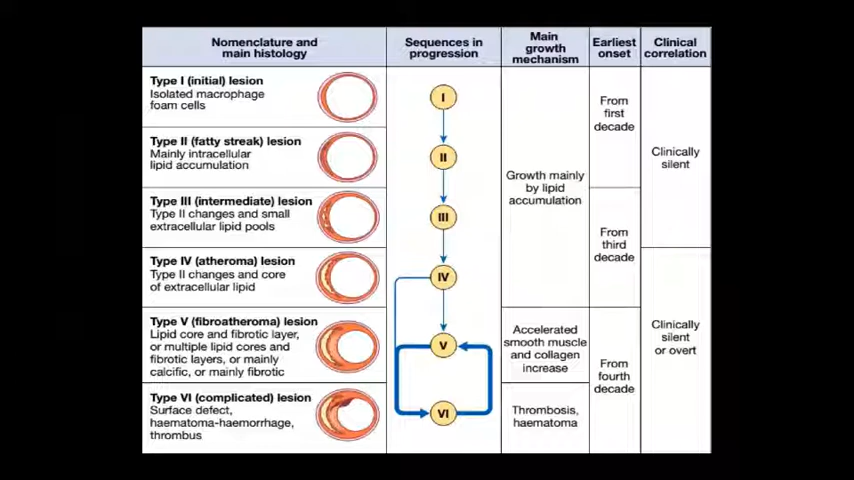 Nomenclature and
main histology
Sequences in
progression
Main
growth
mechanism
Earliest
onset
Clinical
correlation
Type I (initial) lesion
Isolated macrophage
foam cells
I
Type II (fatty streak) lesion
Mainly intracellular
lipid accumulation
II
Type III (intermediate) lesion
Type II changes and small
extracellular lipid pools
III
Type IV (atheroma) lesion
Type II changes and core
of extracellular lipid
IV
Type V (fibroatheroma) lesion
Lipid core and fibrotic layer,
or multiple lipid cores and
fibrotic layers, or mainly
calcific, or mainly fibrotic
V
Type VI (complicated) lesion
Surface defect,
haematoma-haemorrhage,
thrombus
VI
Growth mainly
by lipid
accumulation
Accelerated
smooth muscle
and collagen
increase
Thrombosis,
haematoma
From
first
decade
From
third
decade
From
fourth
decade
Clinically
silent
Clinically
silent
or overt